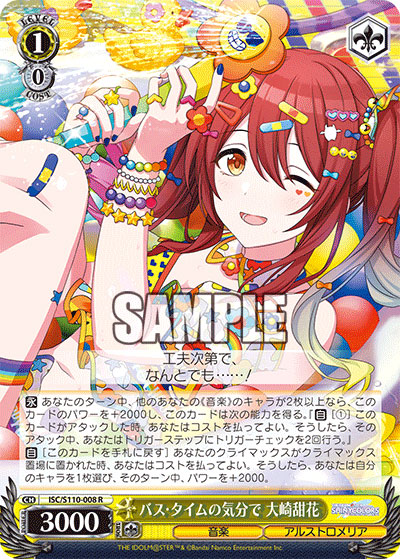 LEVEL
1
0
COST
SAMPLE
工夫次第で、
なんとでも……！
永 あなたのターン中、他のあなたの《音楽》のキャラが2枚以上なら、この
カードのパワーを+2000し、このカードは次の能力を得る。『自［①］この
カードがアタックした時、あなたはコストを払ってよい。そうしたら、その
アタック中、あなたはトリガーステップにトリガーチェックを2回行う。』
自［このカードを手札に戻す］あなたのクライマックスがクライマックス
置場に置かれた時、あなたはコストを払ってよい。そうしたら、あなたは自分
のキャラを1枚選び、そのターン中、パワーを+1000。
CH ISC/S110-008 R
バス・タイムの気分で 大崎甜花
SHINYCOLORS
POWER
3000
音楽
アルストロメリア
THE IDOLM@STER™& ©Bandai Namco Entertainment Inc.